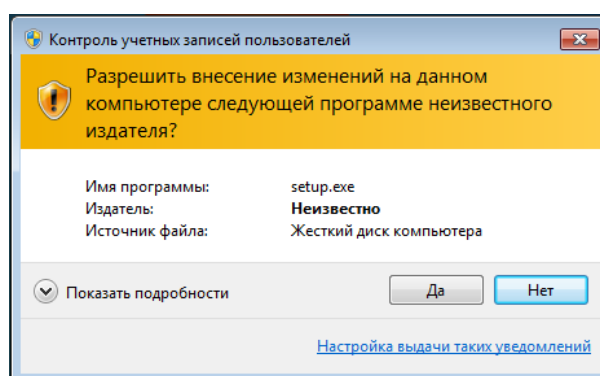 Контроль учетных записей пользователей
Разрешить внесение изменений на данном
компьютере следующей программе неизвестного
издателя?
Имя программы: setup.exe
Издатель: Неизвестно
Источник файла: Жесткий диск компьютера
Показать подробности Да Нет
Настройка выдачи таких уведомлений